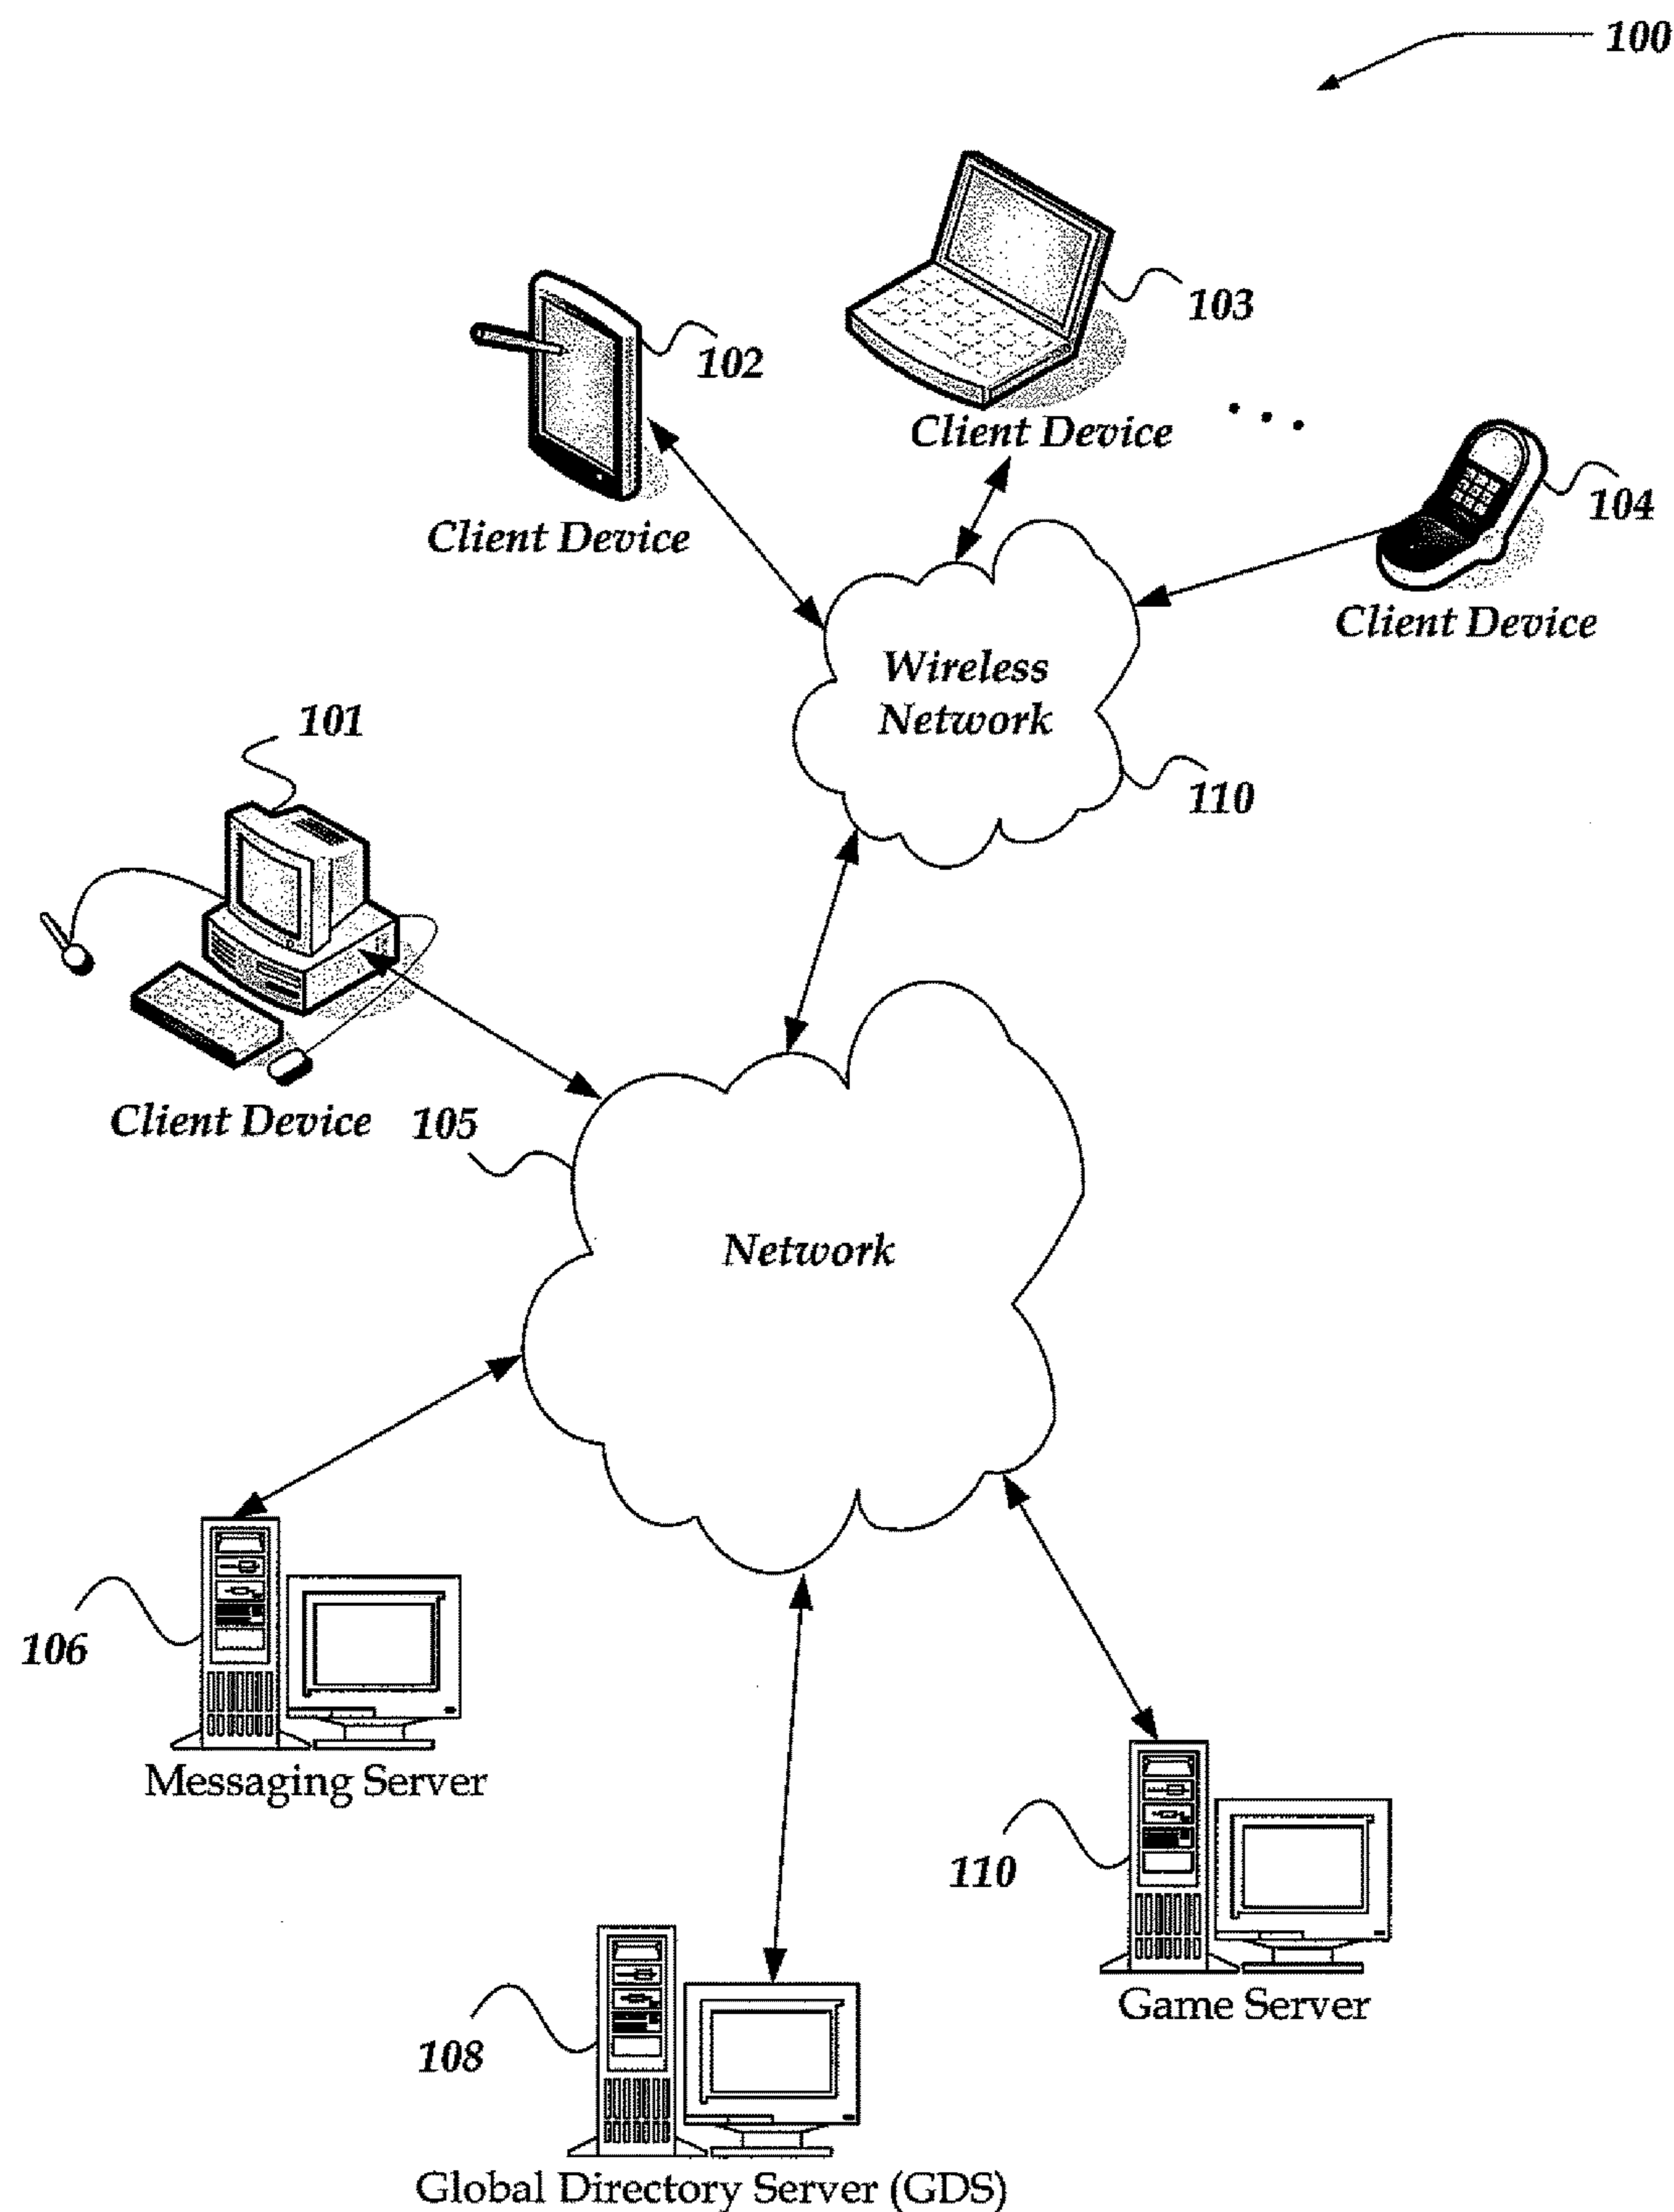 100
103
102
Client Device
104
Client Device
Client Device
Wireless
Network
101
110
Client Device
105
Network
106
Messaging Server
110
Game Server
108
Global Directory Server (GDS)